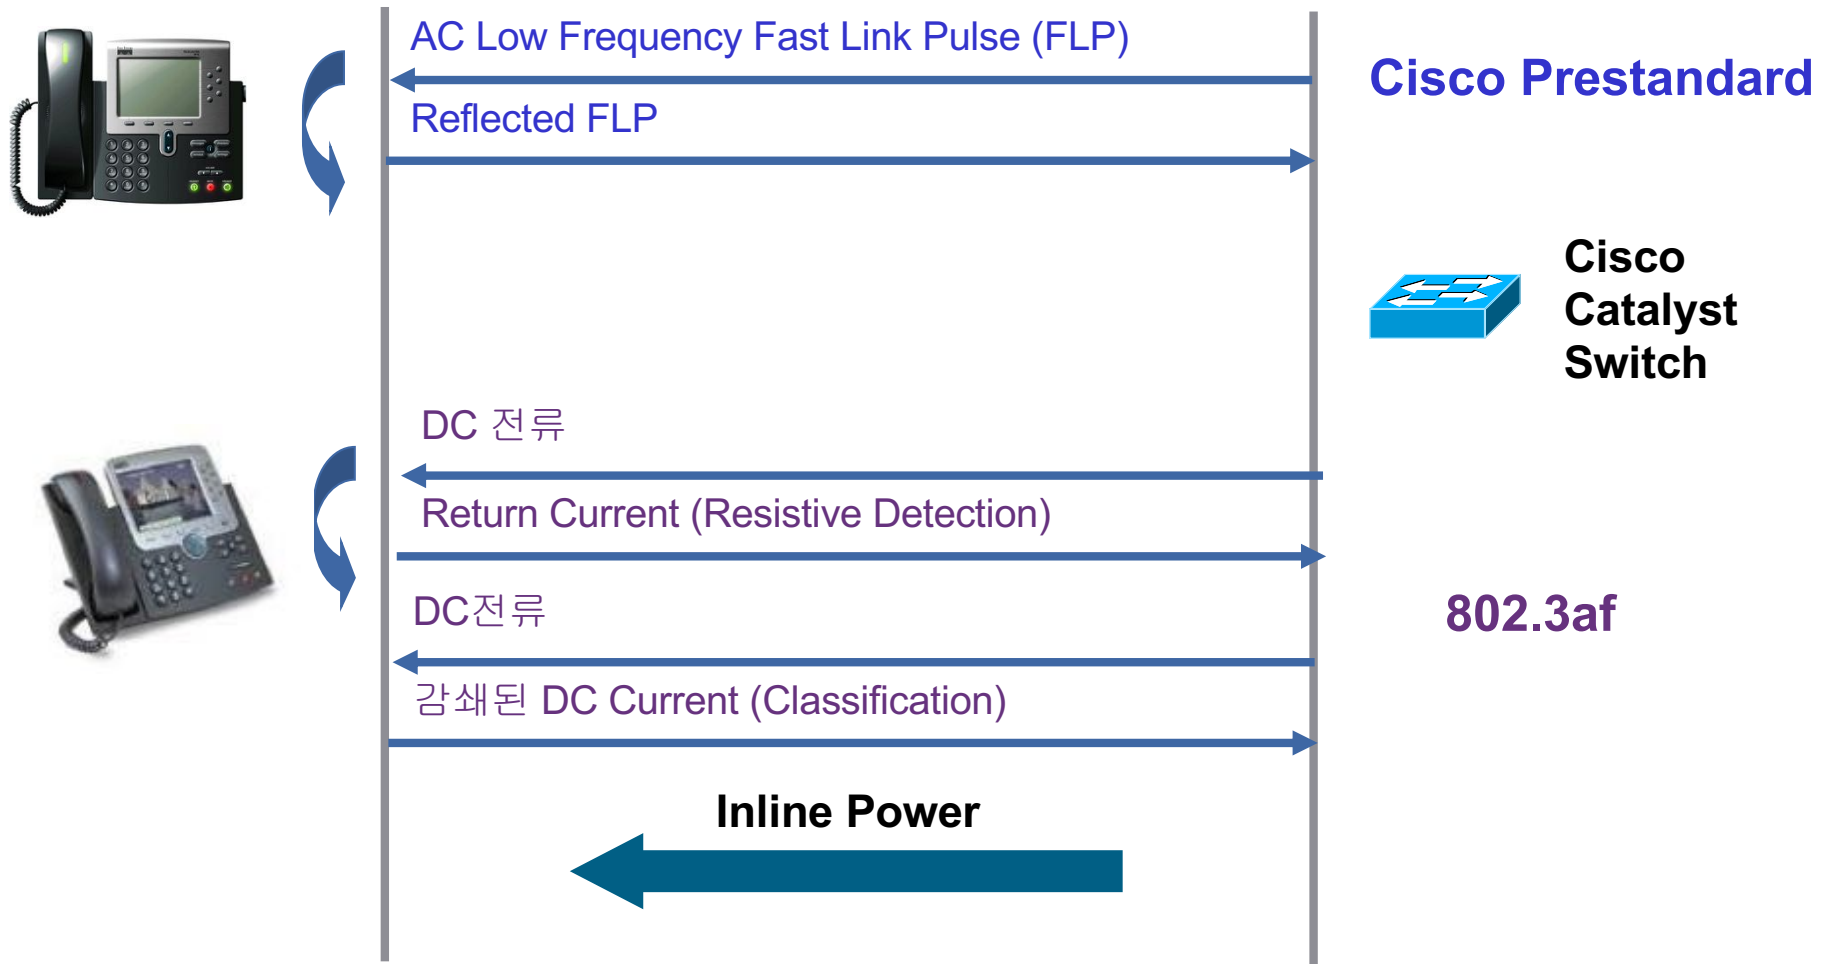 AC Low Frequency Fast Link Pulse (FLP)
Cisco Prestandard
Reflected FLP
Cisco
Catalyst
Switch
DC 전류
Return Current (Resistive Detection)
DC전류
802.3af
감쇄된 DC Current (Classification)
Inline Power